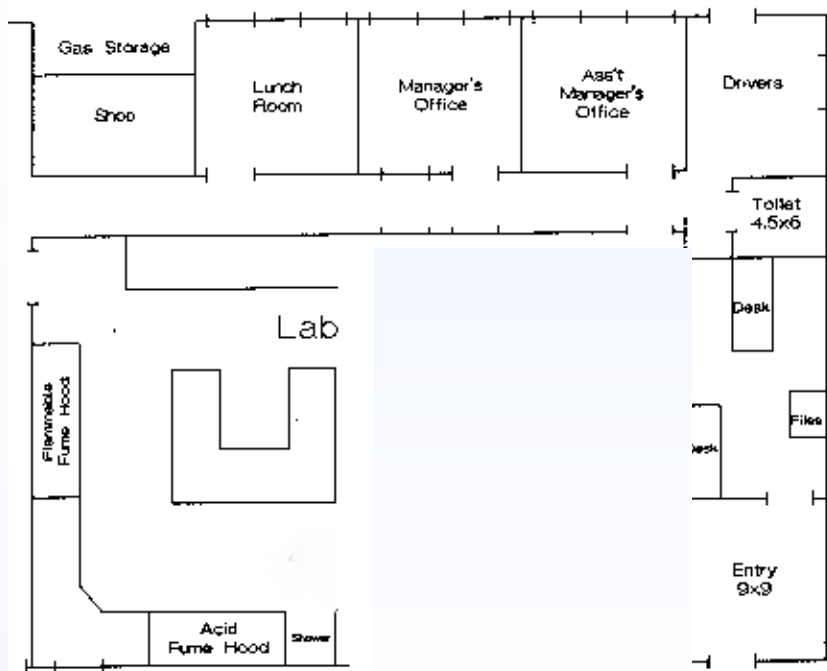 Gas Storage
Shop
Lunch
Room
Manager's
Office
Ass't
Manager's
Office
Drivers
Toilet
4.5x6
Lab
Desk
Flammable
Fume Hood
Files
Entry
9x9
Acid
Fume Hood
Shower